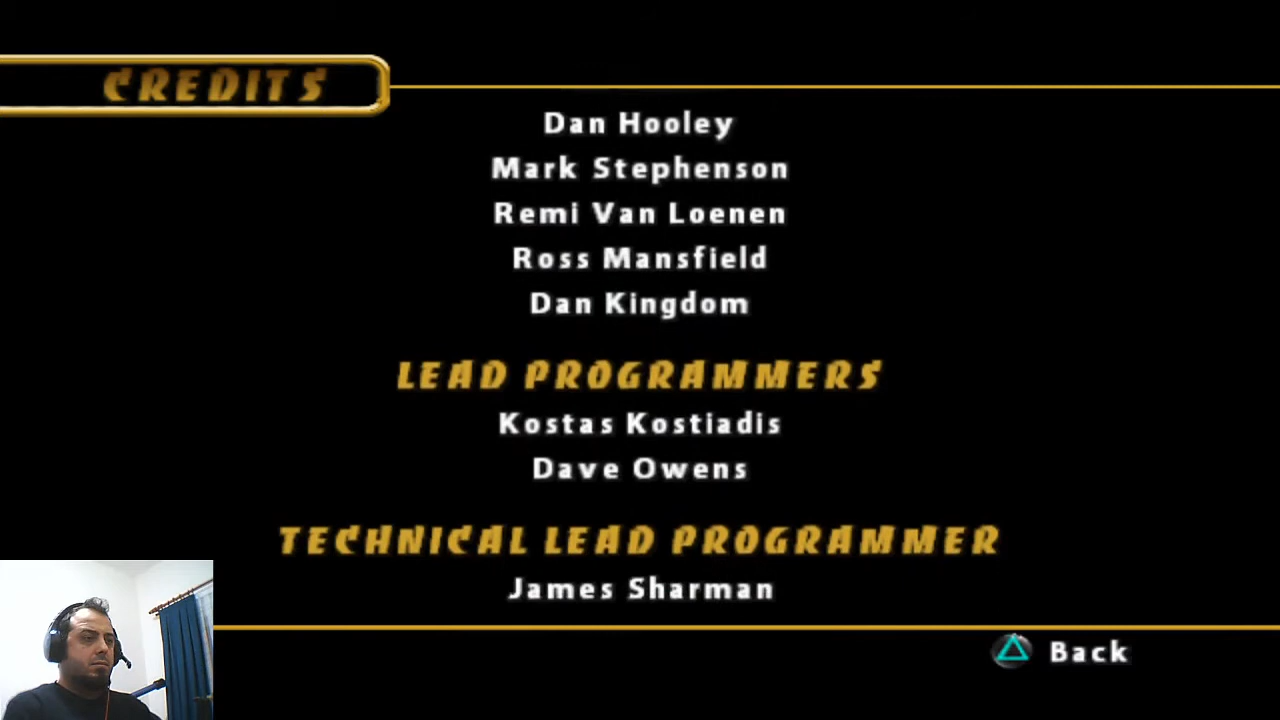 CREDITS
Dan Hooley
Mark Stephenson
Remi Van Loenen
Ross Mansfield
Dan Kingdom
LEAD PROGRAMMERS
Kostas Kostiadis
Dave Owens
TECHNICAL LEAD PROGRAMMER
James Sharman
Back